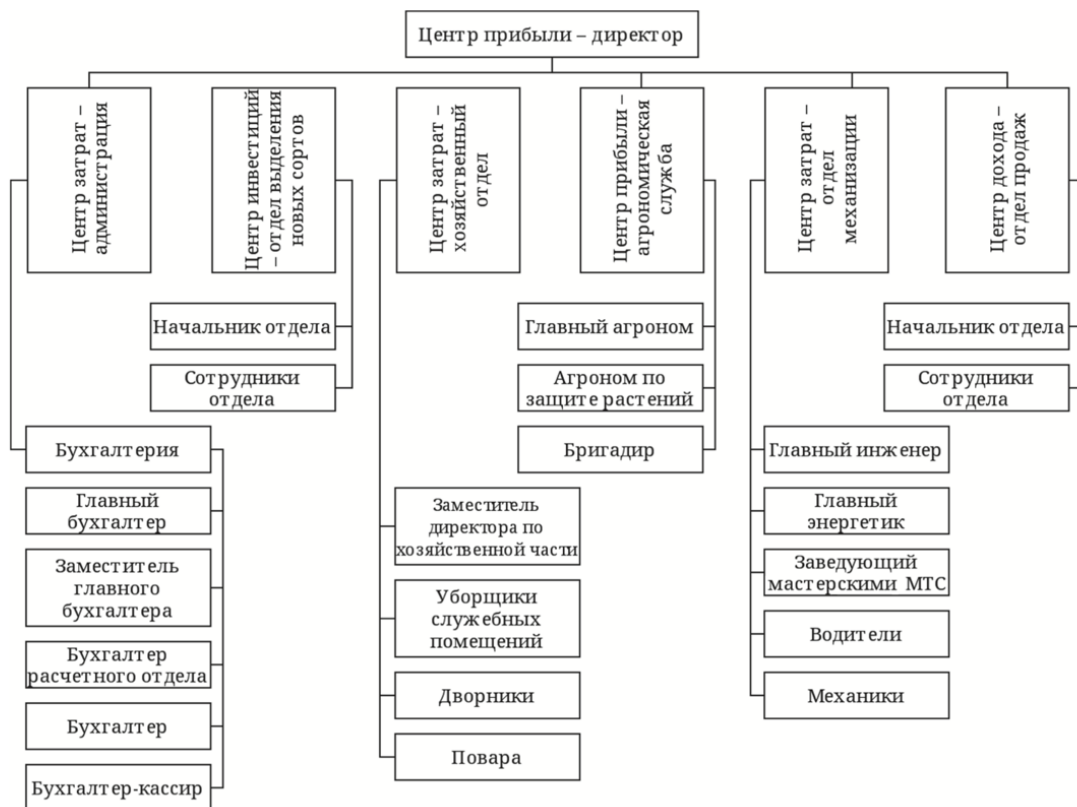 Центр прибыли – директор
Центр затрат –
администрация
Центр инвестиций
– отдел выделения
новых сортов
Центр затрат –
хозяйственный
отдел
Центр прибыли –
агрономическая
служба
Центр затрат –
отдел
механизации
Центр дохода –
отдел продаж
Начальник отдела
Сотрудники
отдела
Главный агроном
Агроном по
защите растений
Бригадир
Начальник отдела
Сотрудники
отдела
Бухгалтерия
Главный
бухгалтер
Заместитель
главного
бухгалтера
Бухгалтер
расчетного отдела
Бухгалтер
Бухгалтер-кассир
Заместитель
директора по
хозяйственной части
Уборщики
служебных
помещений
Дворники
Повара
Главный инженер
Главный
энергетик
Заведующий
мастерскими МТС
Водители
Механики